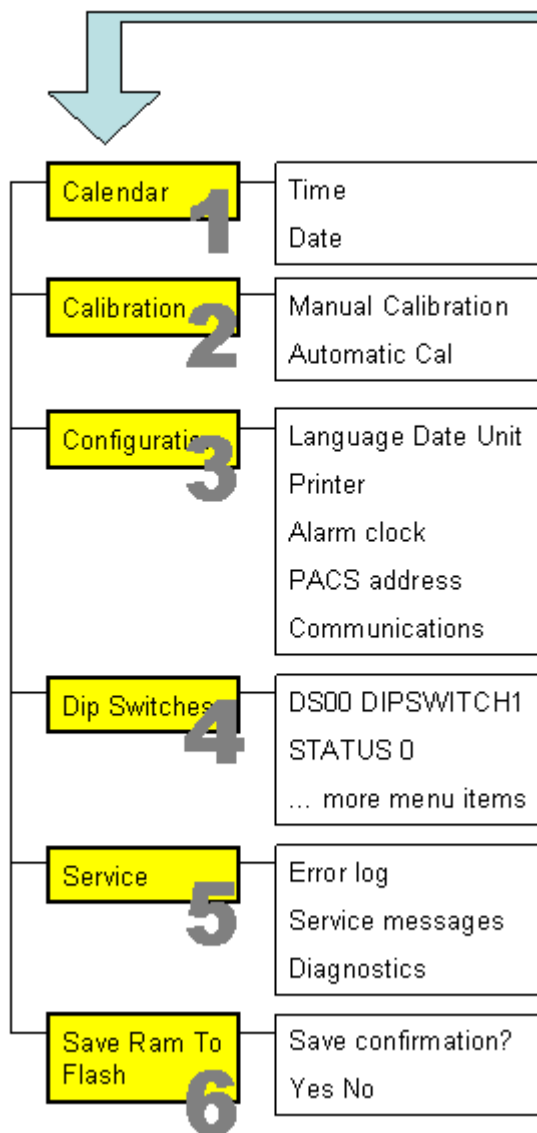 Calendar
1
Time
Date
Calibration
2
Manual Calibration
Automatic Cal
Configuration
3
Language Date Unit
Printer
Alarm clock
PACS address
Communications
Dip Switches
4
DS00 DIPSWITCH1
STATUS 0
... more menu items
Service
5
Error log
Service messages
Diagnostics
Save Ram To
Flash
6
Save confirmation?
Yes No